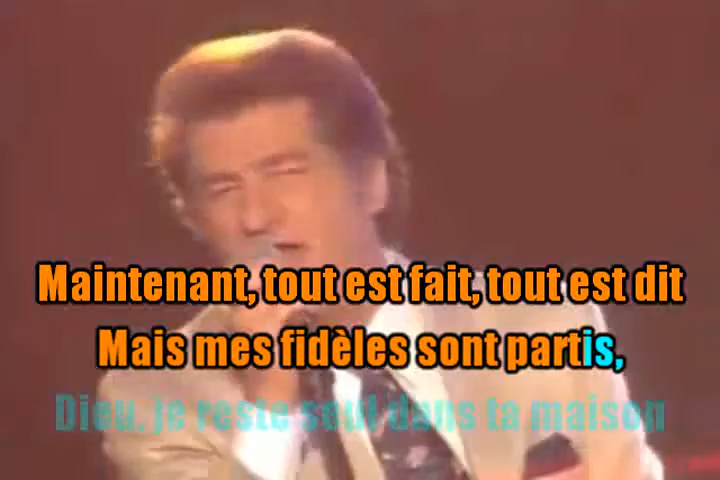 Maintenant, tout est fait, tout est dit
Mais mes fidèles sont partis,
Dieu, je reste seul dans ta maison